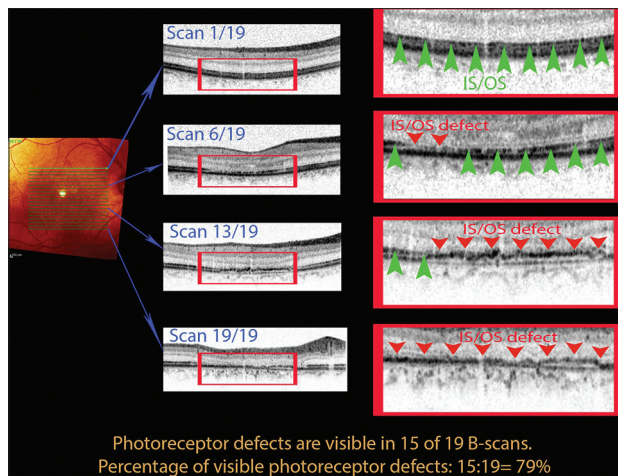 Scan 1/19
IS/OS
Scan 6/19
IS/OS defect
Scan 13/19
IS/OS defect
Scan 19/19
IS/OS defect
Photoreceptor defects are visible in 15 of 19 B-scans.
Percentage of visible photoreceptor defects: 15:19= 79%